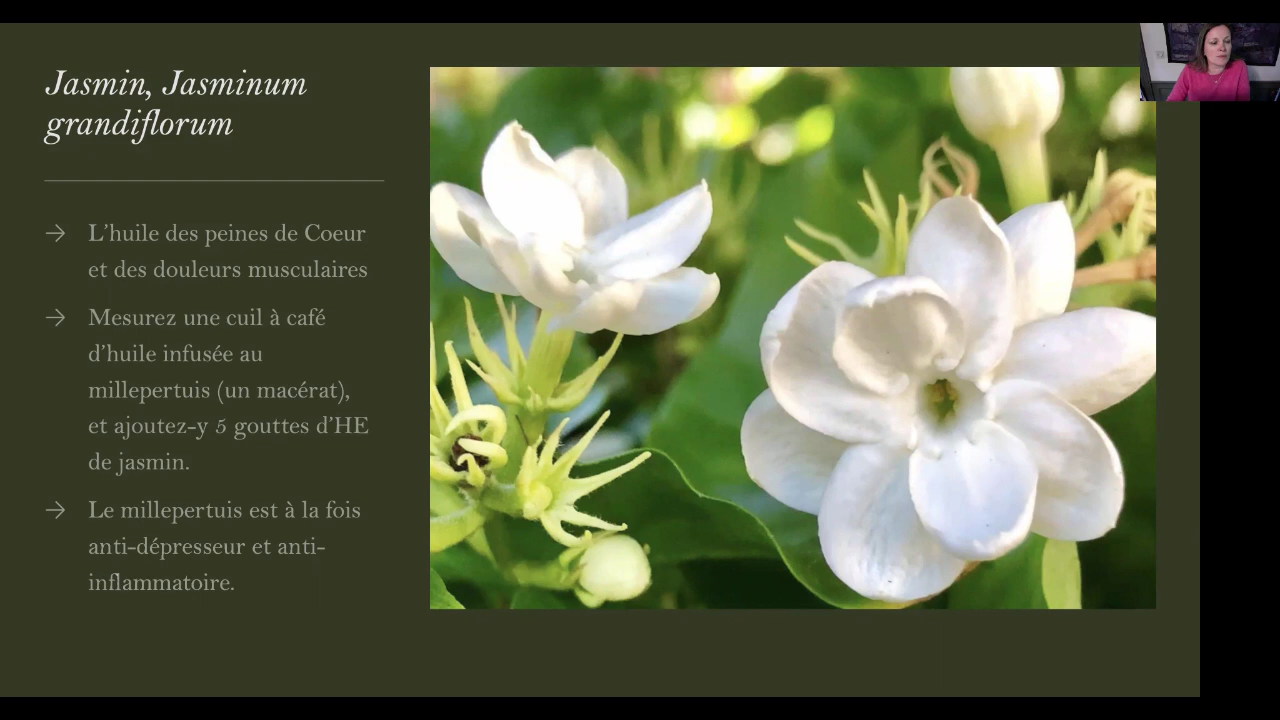 Jasmin, Jasminum
grandiflorum
→ L'huile des peines de Coeur
et des douleurs musculaires
→ Mesurez une cuil à café
d'huile infusée au
millepertuis (un macérat),
et ajoutez-y 5 gouttes d'HE
de jasmin.
→ Le millepertuis est à la fois
anti-dépresseur et anti-
inflammatoire.